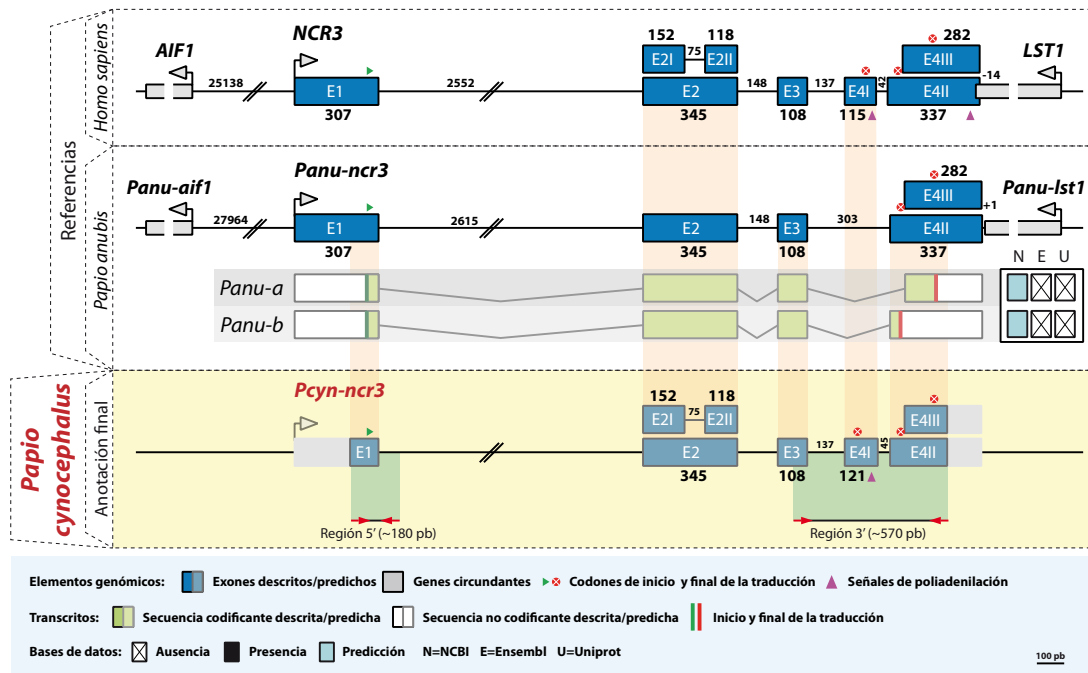 Referencias
Homo sapiens
AIF1
NCR3
LST1
152
75
118
282
E2I
E2II
E4III
25138
E1
2552
E2
148
E3
137
E4I
42
E4II
-14
307
345
108
115
337
Papio anubis
Panu-aif1
Panu-ncr3
Panu-lst1
282
E4III
+1
27964
E1
2615
E2
148
E3
303
E4II
307
345
108
337
N E U
Panu-a
Panu-b
Papio cynocephalus
Anotación final
Pcyn-ncr3
152
75
118
E2I
E2II
E4III
E1
E2
E3
137
E4I
45
E4II
345
108
121
Región 5' (~180 pb)
Región 3' (~570 pb)
Elementos genómicos: Exones descritos/predichos Genes circundantes Codones de inicio y final de la traducción Señales de poliadenilación
Transcritos: Secuencia codificante descrita/predicha Secuencia no codificante descrita/predicha Inicio y final de la traducción
Bases de datos: Ausencia Presencia Predicción N=NCBI E=Ensembl U=Uniprot
100 pb